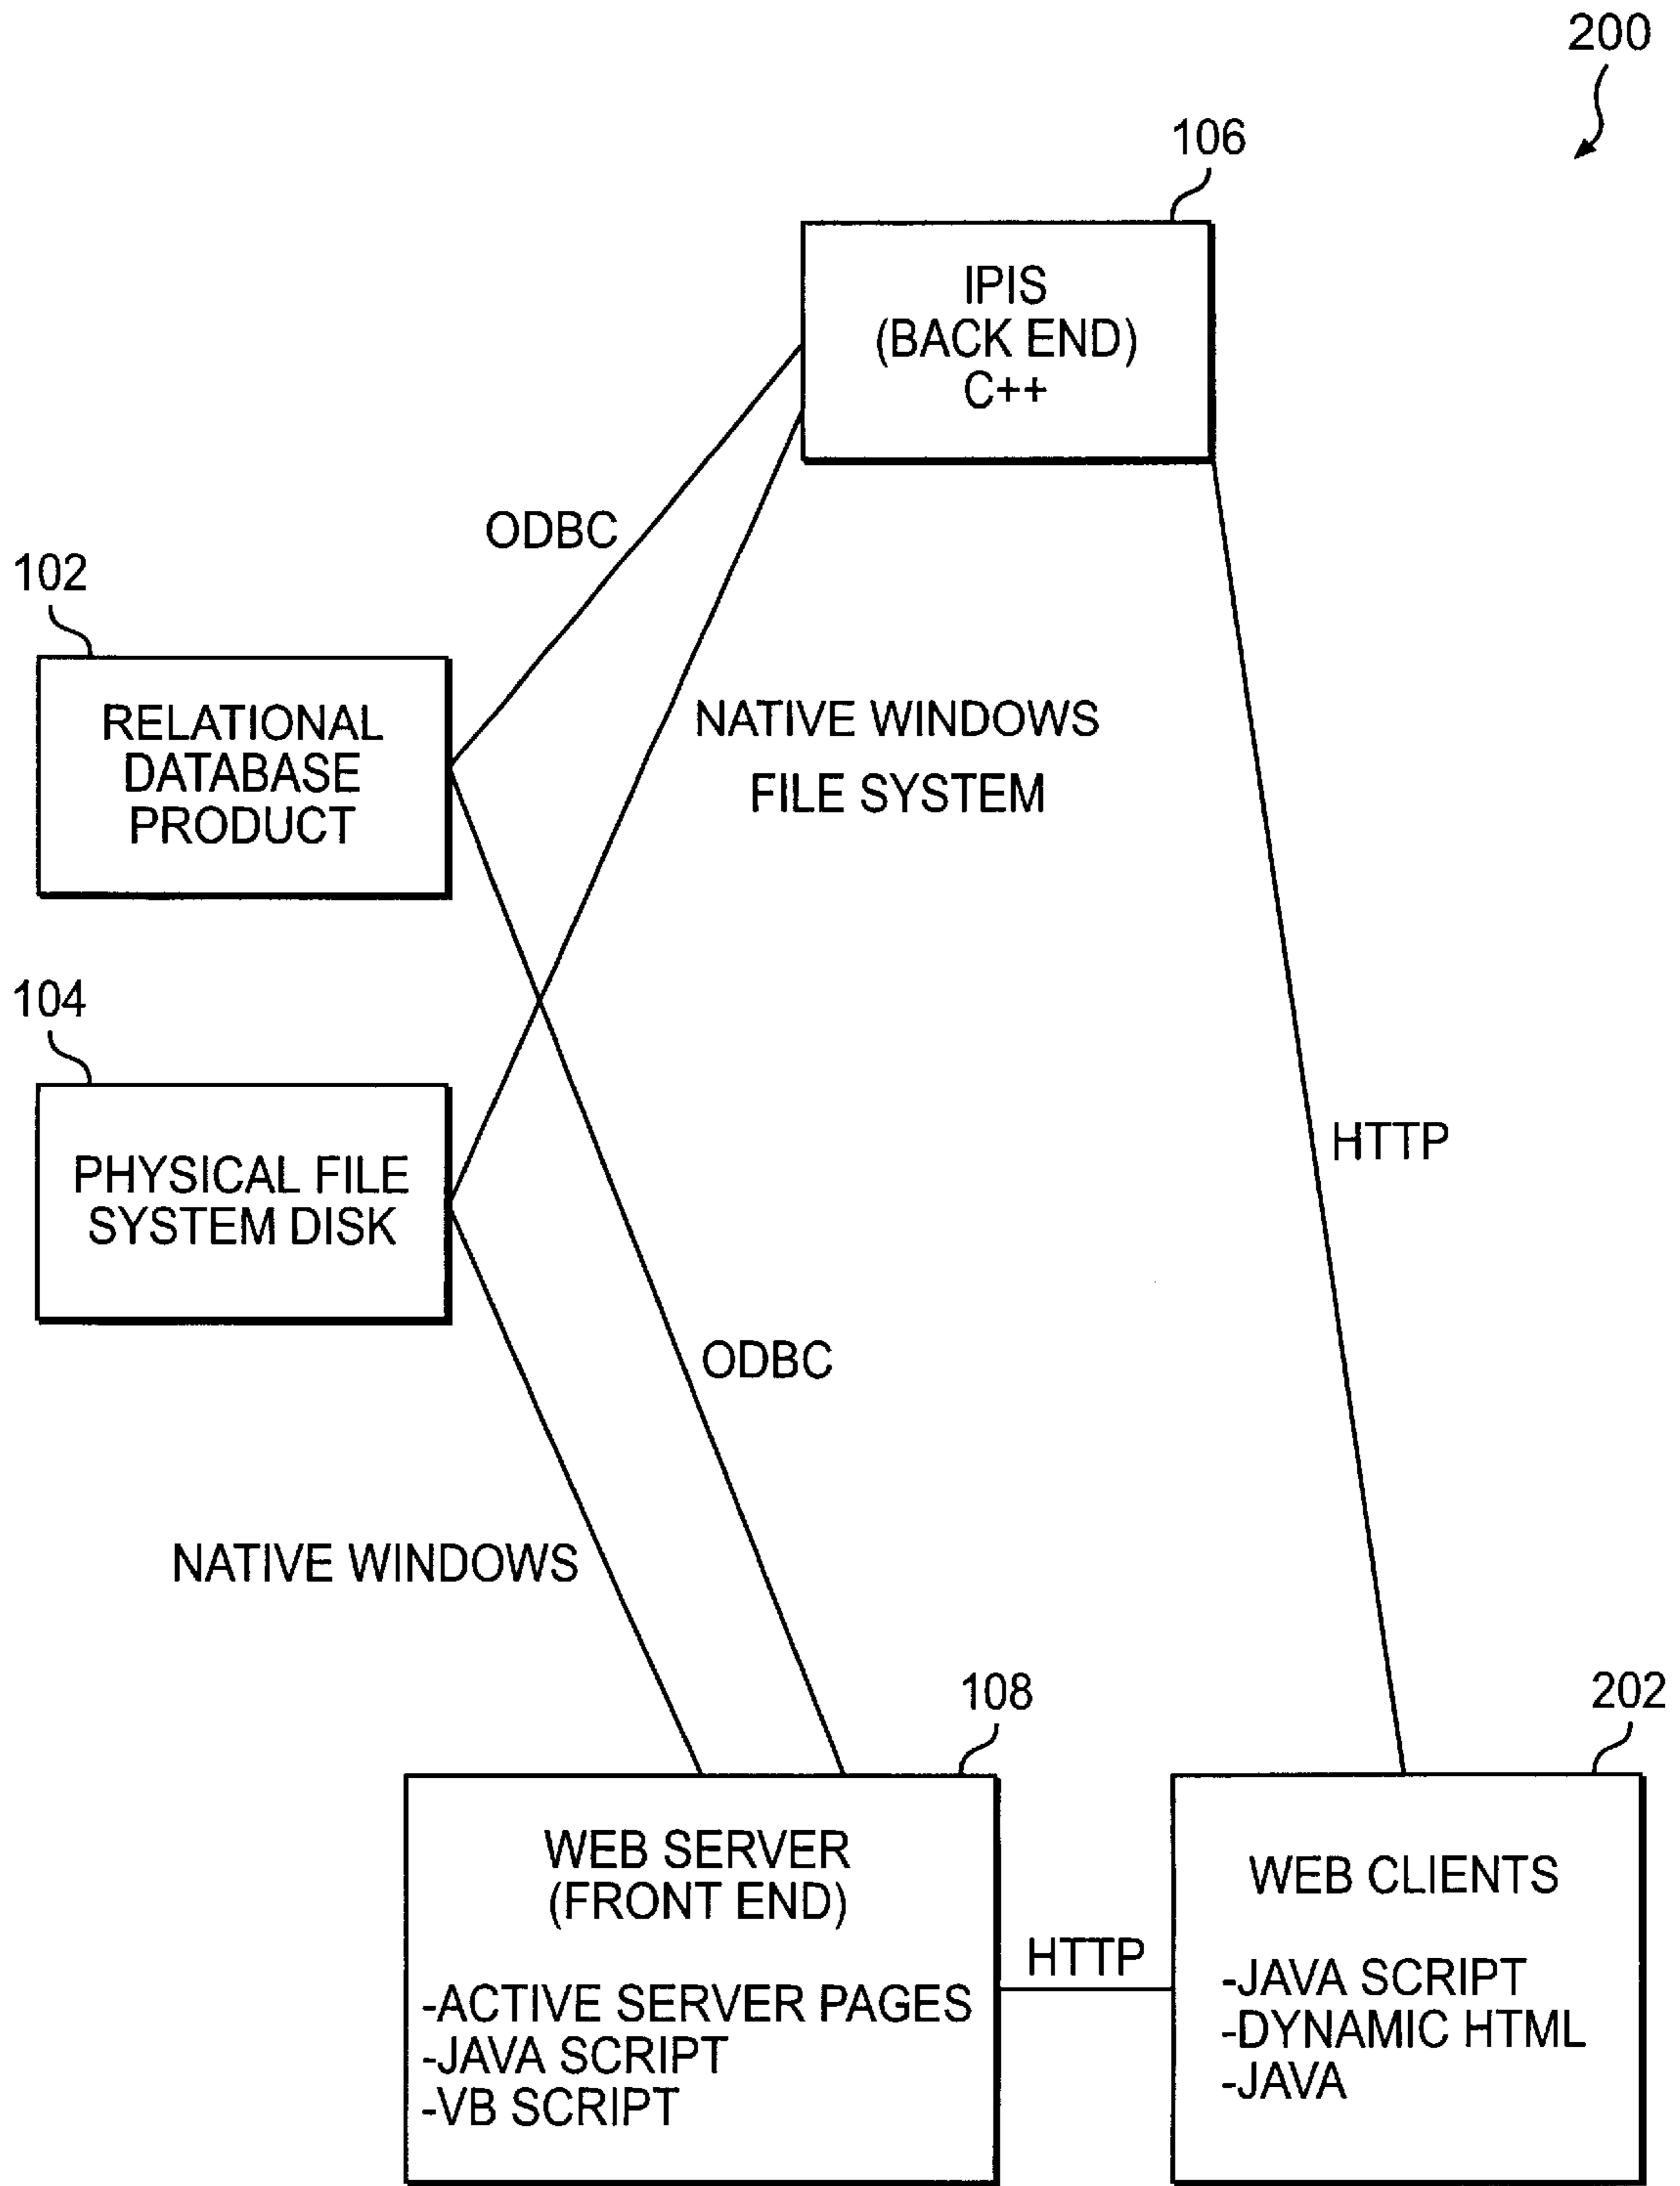 200
106
IPIS
(BACK END)
C++
ODBC
102
RELATIONAL
DATABASE
PRODUCT
NATIVE WINDOWS
FILE SYSTEM
104
PHYSICAL FILE
SYSTEM DISK
HTTP
ODBC
NATIVE WINDOWS
108
WEB SERVER
(FRONT END)
-ACTIVE SERVER PAGES
-JAVA SCRIPT
-VB SCRIPT
HTTP
202
WEB CLIENTS
-JAVA SCRIPT
-DYNAMIC HTML
-JAVA